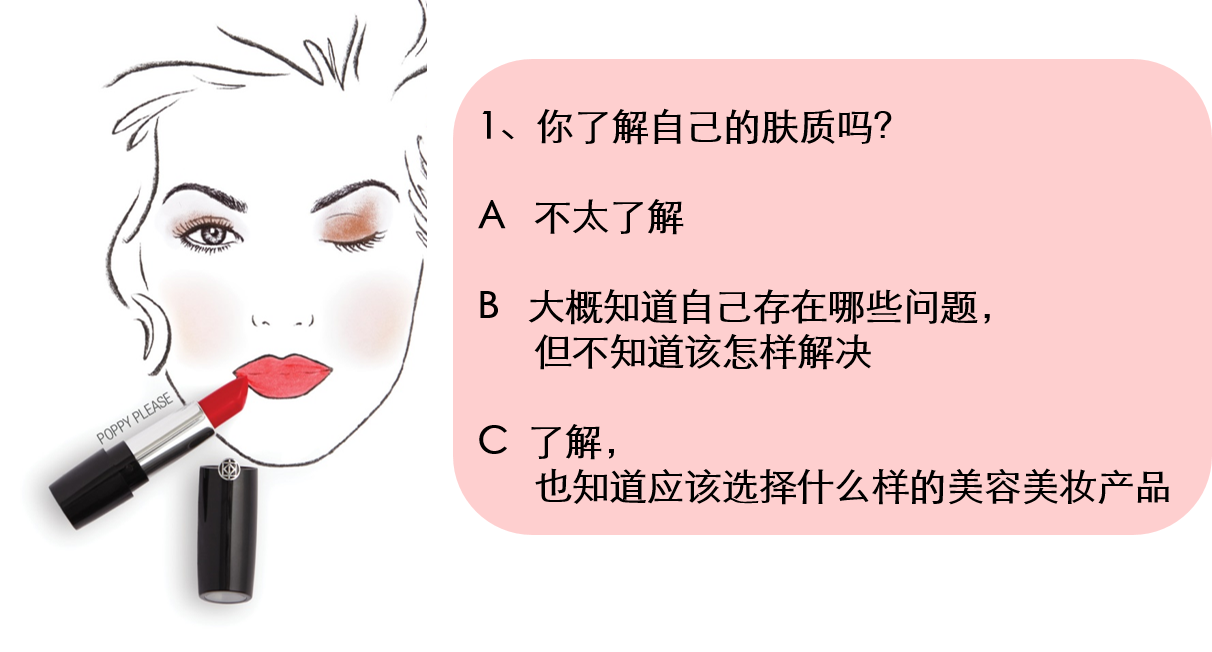 1、你了解自己的肤质吗?
A 不太了解
B 大概知道自己存在哪些问题，
但不知道该怎样解决
C 了解，
也知道应该选择什么样的美容美妆产品
POPPY PLEASE